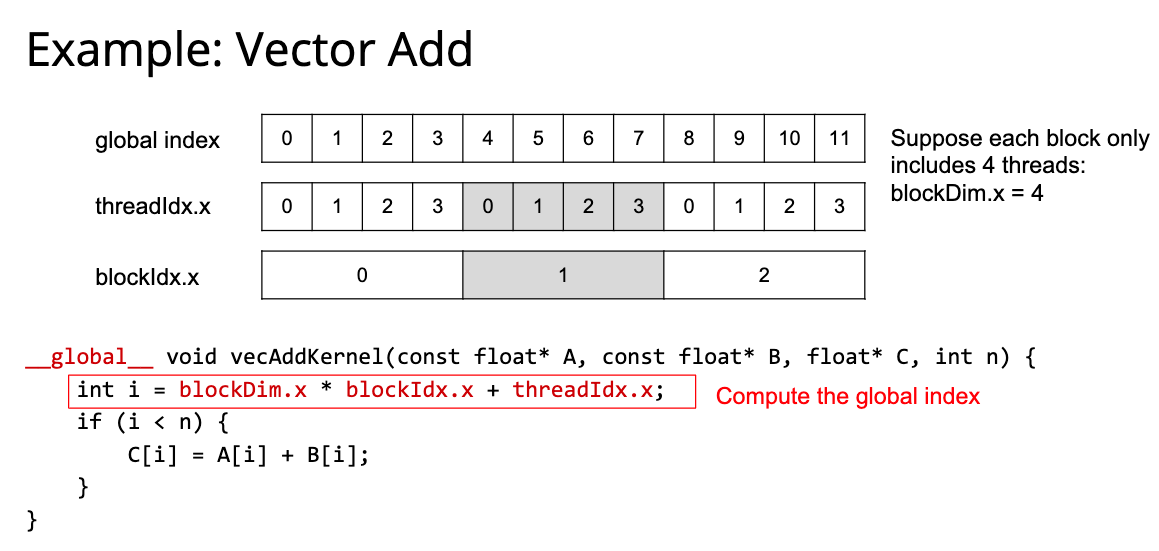 Example: Vector Add
global index 0 1 2 3 4 5 6 7 8 9 10 11
Suppose each block only
includes 4 threads:
blockDim.x = 4
threadIdx.x 0 1 2 3 0 1 2 3 0 1 2 3
blockIdx.x 0 1 2
__global__ void vecAddKernel(const float* A, const float* B, float* C, int n) {
int i = blockDim.x * blockIdx.x + threadIdx.x; Compute the global index
if (i < n) {
C[i] = A[i] + B[i];
}
}